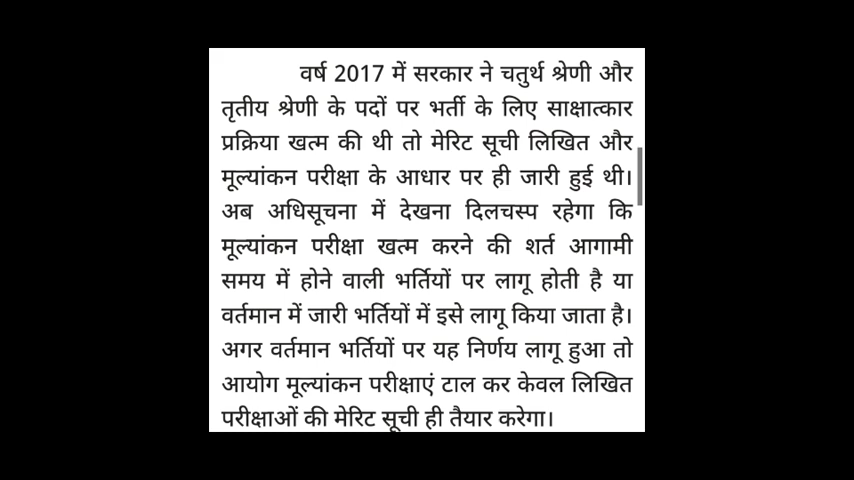 वर्ष 2017 में सरकार ने चतुर्थ श्रेणी और
तृतीय श्रेणी के पदों पर भर्ती के लिए साक्षात्कार
प्रक्रिया खत्म की थी तो मेरिट सूची लिखित और
मूल्यांकन परीक्षा के आधार पर ही जारी हुई थी।
अब अधिसूचना में देखना दिलचस्प रहेगा कि
मूल्यांकन परीक्षा खत्म करने की शर्त आगामी
समय में होने वाली भर्तियों पर लागू होती है या
वर्तमान में जारी भर्तियों में इसे लागू किया जाता है।
अगर वर्तमान भर्तियों पर यह निर्णय लागू हुआ तो
आयोग मूल्यांकन परीक्षाएं टाल कर केवल लिखित
परीक्षाओं की मेरिट सूची ही तैयार करेगा।